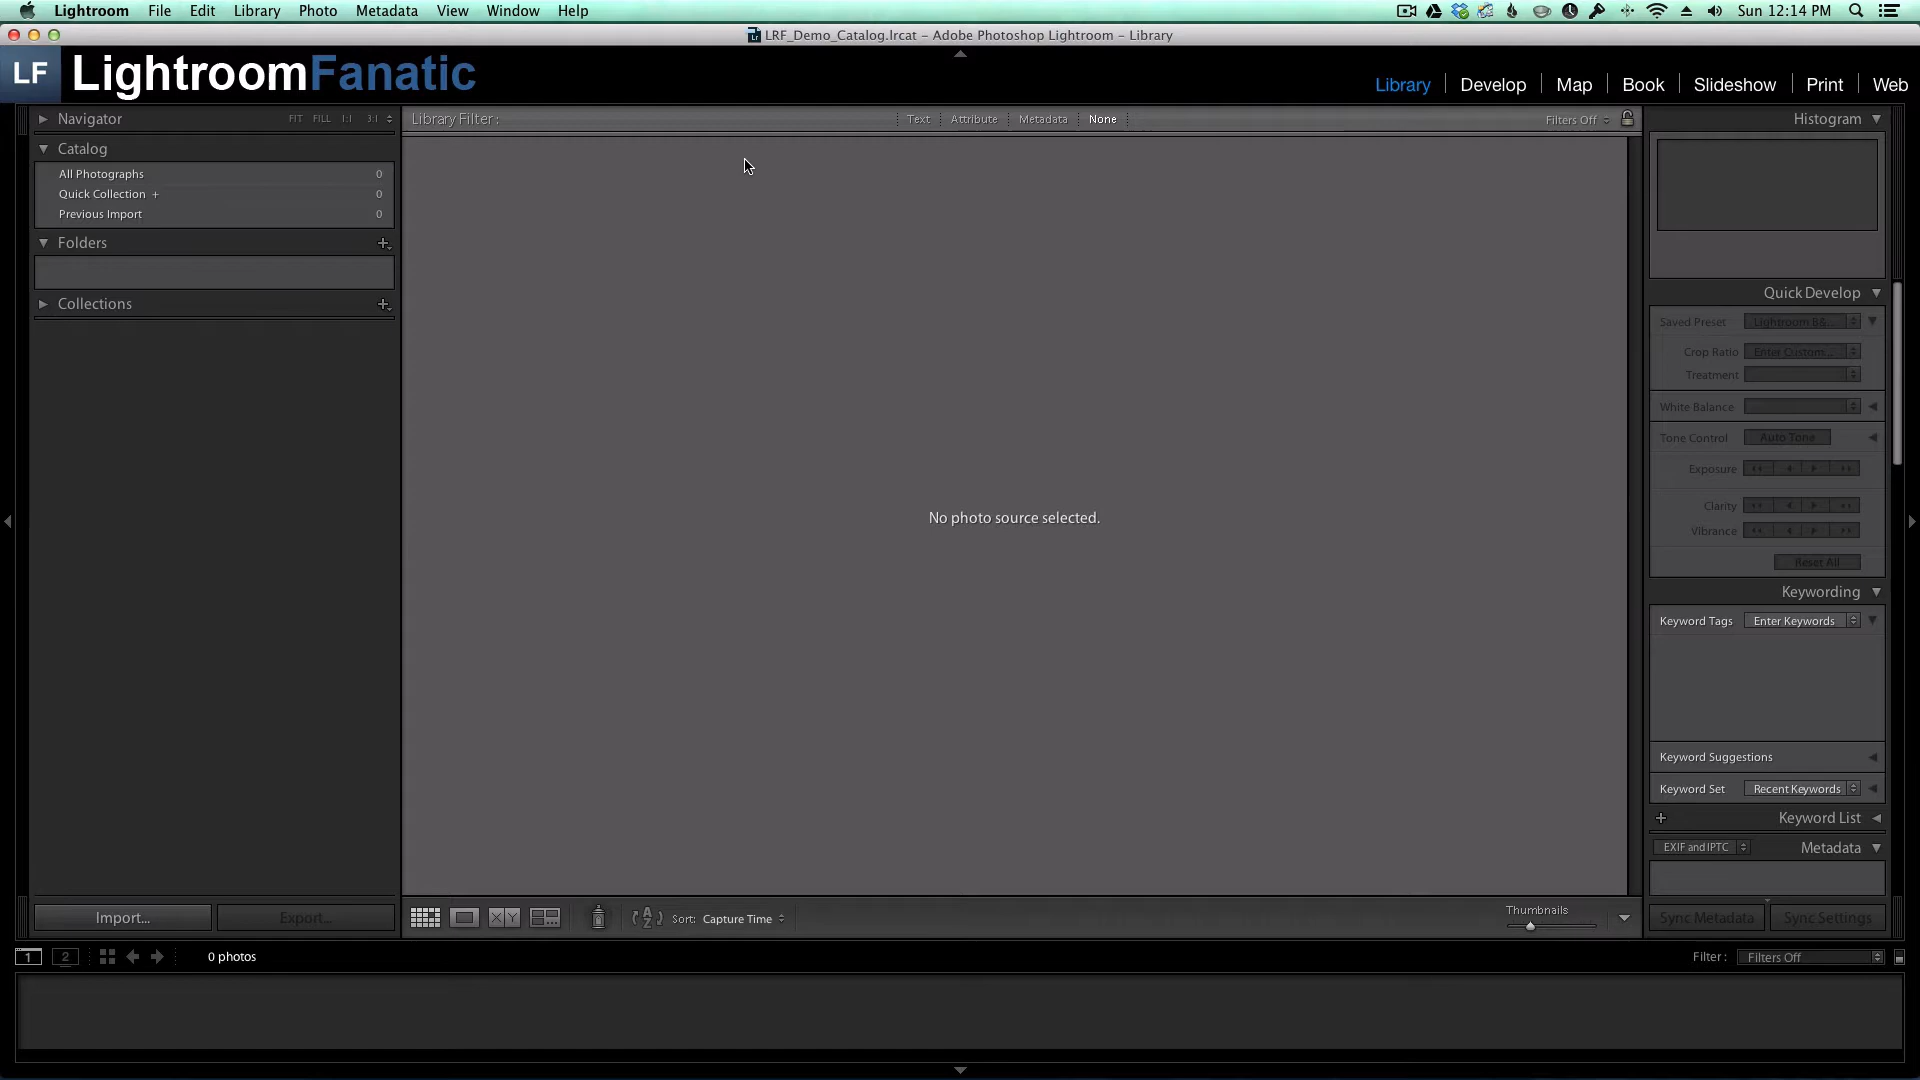 Lightroom File Edit Library Photo Metadata View Window Help Sun 12:14 PM
LRF_Demo_Catalog.lrcat – Adobe Photoshop Lightroom – Library
LF LightroomFanatic
Library Develop Map Book Slideshow Print Web
Navigator FIT FILL 1:1 3:1
Catalog
All Photographs 0
Quick Collection + 0
Previous Import 0
Folders
Collections
Import...
Export...
Library Filter :
Text Attribute Metadata None
Filters Off
No photo source selected.
Sort: Capture Time
Thumbnails
Histogram
Quick Develop
Saved Preset Lightroom B&...
Crop Ratio Enter Custom...
Treatment
White Balance
Tone Control Auto Tone
Exposure
Clarity
Vibrance
Reset All
Keywording
Keyword Tags Enter Keywords
Keyword Suggestions
Keyword Set Recent Keywords
Keyword List
EXIF and IPTC Metadata
Sync Metadata Sync Settings
1 2 0 photos
Filter : Filters Off